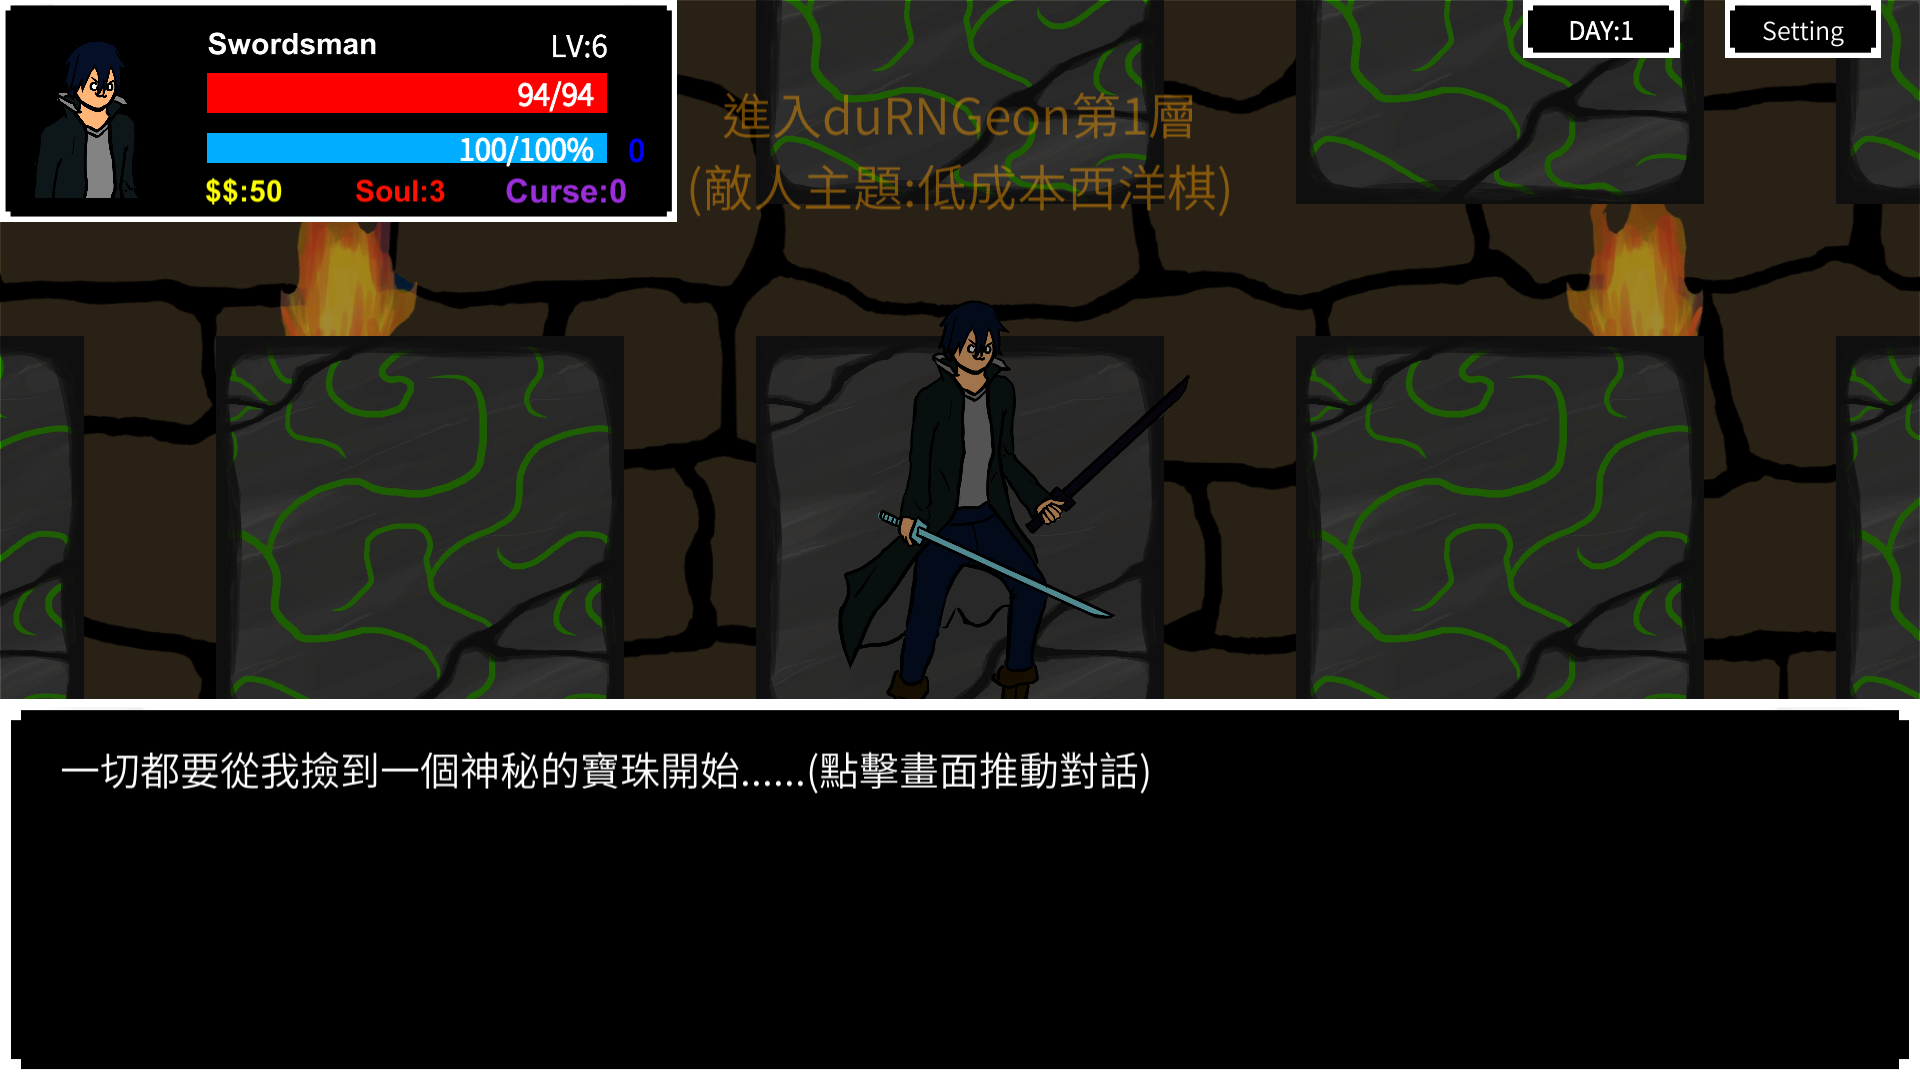 Swordsman
LV:6
94/94
100/100%
0
$$:50
Soul:3
Curse:0
DAY:1
Setting
進入duRNGeon第1層
(敵人主題:低成本西洋棋)
一切都要從我撿到一個神秘的寶珠開始......(點擊畫面推動對話)